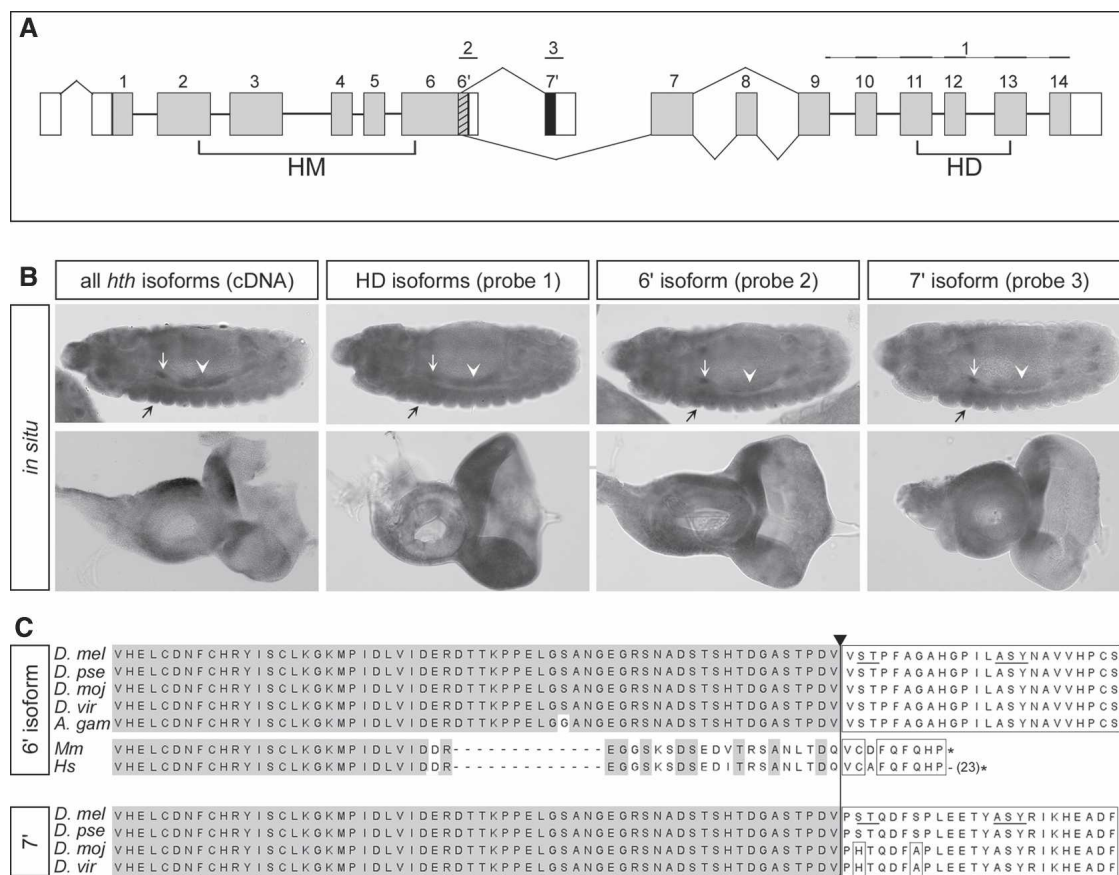 A
2 3 1
1 2 3 4 5 6 6' 7' 7 8 9 10 11 12 13 14
HM HD
B
all hth isoforms (cDNA) HD isoforms (probe 1) 6' isoform (probe 2) 7' isoform (probe 3)
in situ
C
6' isoform
D. mel VHELCDNFCHRYISCLKGKMPIDLVIDERDTTKPPELGSANGEGRSNADSTSHTDGASTPDV VSTPFAGAHGPILASYNAVVHPCS
D. pse VHELCDNFCHRYISCLKGKMPIDLVIDERDTTKPPELGSANGEGRSNADSTSHTDGASTPDV VSTPFAGAHGPILASYNAVVHPCS
D. moj VHELCDNFCHRYISCLKGKMPIDLVIDERDTTKPPELGSANGEGRSNADSTSHTDGASTPDV VSTPFAGAHGPILASYNAVVHPCS
D. vir VHELCDNFCHRYISCLKGKMPIDLVIDERDTTKPPELGSANGEGRSNADSTSHTDGASTPDV VSTPFAGAHGPILASYNAVVHPCS
A. gam VHELCDNFCHRYISCLKGKMPIDLVIDERDTTKPPELGGANGEGRSNADSTSHTDGASTPDV VSTPFAGAHGPILASYNAVVHPCS
Mm VHELCDNFCHRYISCLKGKMPIDLVIDDR-------------EGGSKSDSEDVTRSANLTDQ VCDFQFQHP*
Hs VHELCDNFCHRYISCLKGKMPIDLVIDDR-------------EGGSKSDSEDITRSANLTDQ VCAFQFQHP-(23)*
7'
D. mel VHELCDNFCHRYISCLKGKMPIDLVIDERDTTKPPELGSANGEGRSNADSTSHTDGASTPDV PSTQDFSPLEETYASYRIKHEADF
D. pse VHELCDNFCHRYISCLKGKMPIDLVIDERDTTKPPELGSANGEGRSNADSTSHTDGASTPDV PSTQDFSPLEETYASYRIKHEADF
D. moj VHELCDNFCHRYISCLKGKMPIDLVIDERDTTKPPELGSANGEGRSNADSTSHTDGASTPDV PHTQDFAPLEETYASYRIKHEADF
D. vir VHELCDNFCHRYISCLKGKMPIDLVIDERDTTKPPELGSANGEGRSNADSTSHTDGASTPDV PHTQDFAPLEETYASYRIKHEADF